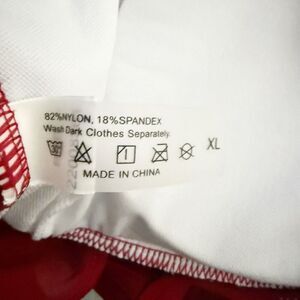 82%NYLON, 18%SPANDEX
Wash Dark Clothes Separately.
XL
MADE IN CHINA